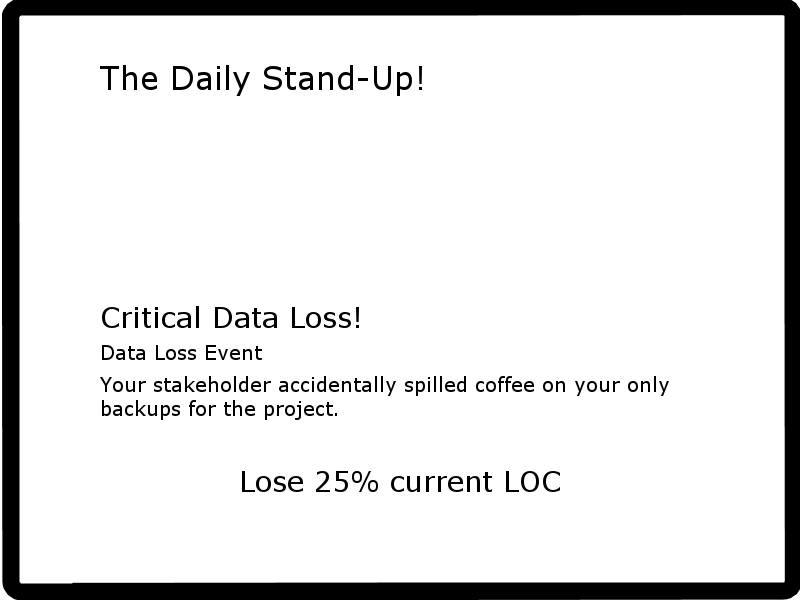 The Daily Stand-Up!
Critical Data Loss!
Data Loss Event
Your stakeholder accidentally spilled coffee on your only
backups for the project.
Lose 25% current LOC